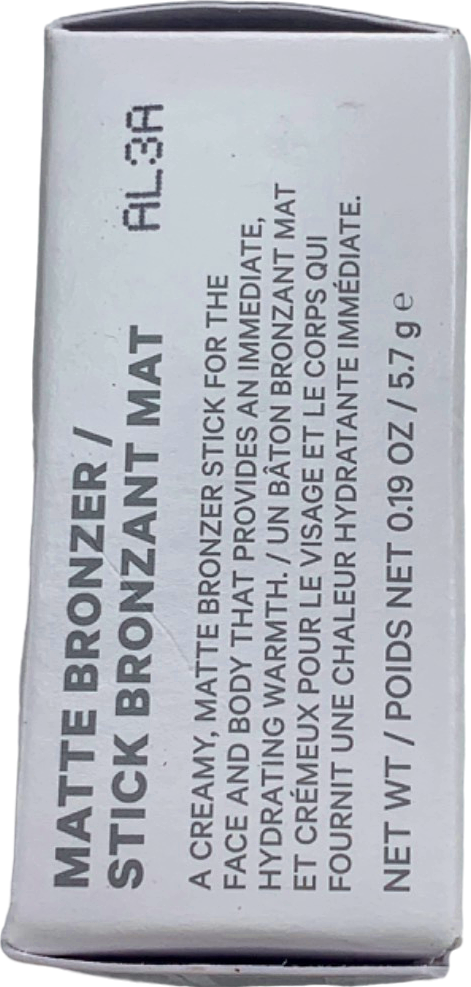 MATTE BRONZER /
STICK BRONZANT MAT
AL3A
A CREAMY, MATTE BRONZER STICK FOR THE
FACE AND BODY THAT PROVIDES AN IMMEDIATE,
HYDRATING WARMTH. / UN BÂTON BRONZANT MAT
ET CRÉMEUX POUR LE VISAGE ET LE CORPS QUI
FOURNIT UNE CHALEUR HYDRATANTE IMMÉDIATE.
NET WT / POIDS NET 0.19 OZ / 5.7 g ℮